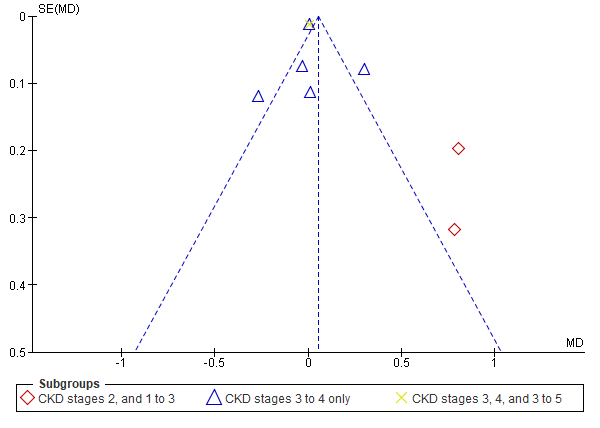 SE(MD)
0
0.1
0.2
0.3
0.4
0.5
-1
-0.5
0
0.5
1
MD
Subgroups
CKD stages 2, and 1 to 3
CKD stages 3 to 4 only
CKD stages 3, 4, and 3 to 5